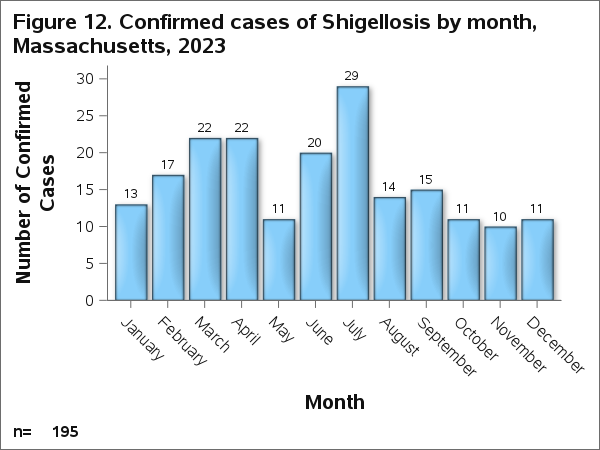 Figure 12. Confirmed cases of Shigellosis by month,
Massachusetts, 2023
Number of Confirmed
Cases
30
25
20
15
10
5
0
13
17
22
22
11
20
29
14
15
11
10
11
January
February
March
April
May
June
July
August
September
October
November
December
Month
n= 195